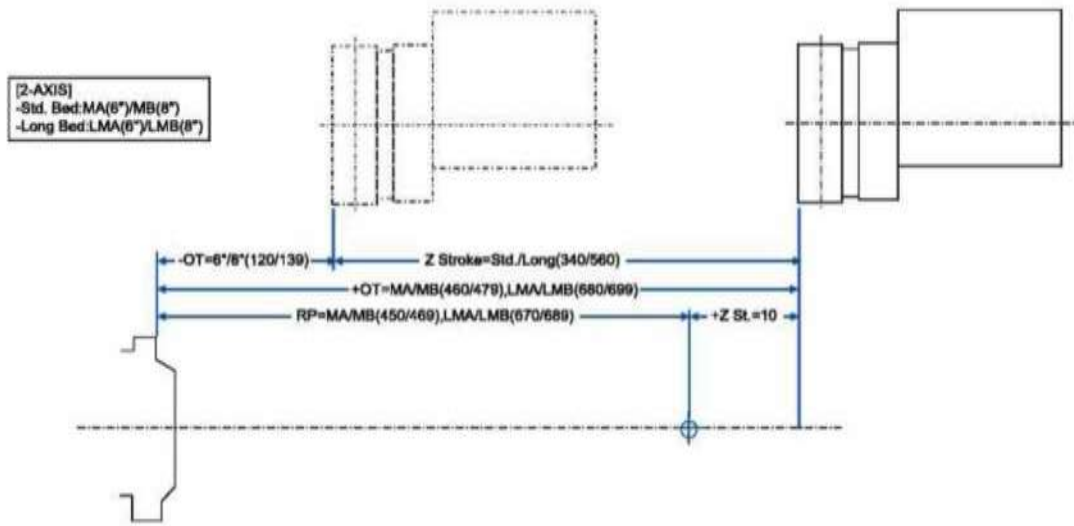 [2-AXIS]
-Std. Bed:MA(6")/MB(8")
-Long Bed:LMA(6")/LMB(8")
-OT=6"/8"(120/139)
Z Stroke=Std./Long(340/560)
+OT=MA/MB(460/479),LMA/LMB(680/699)
RP=MA/MB(450/469),LMA/LMB(670/689)
+Z St.=10